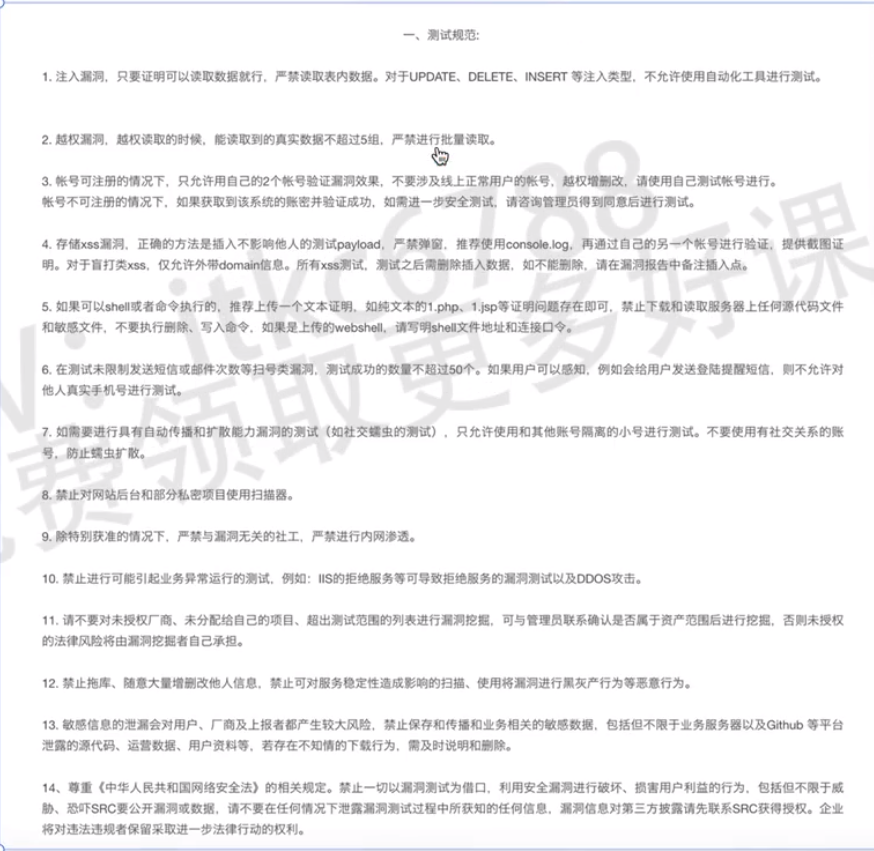 一、测试规范:
1. 注入漏洞，只要证明可以读取数据就行，严禁读取表内数据。对于UPDATE、DELETE、INSERT 等注入类型，不允许使用自动化工具进行测试。
2. 越权漏洞，越权读取的时候，能读取到的真实数据不超过5组，严禁进行批量读取。
3. 帐号可注册的情况下，只允许用自己的2个帐号验证漏洞效果，不要涉及线上正常用户的帐号，越权增删改，请使用自己测试帐号进行。
帐号不可注册的情况下，如果获取到该系统的账密并验证成功，如需进一步安全测试，请咨询管理员得到同意后进行测试。
4. 存储xss漏洞，正确的方法是插入不影响他人的测试payload，严禁弹窗，推荐使用console.log，再通过自己的另一个帐号进行验证，提供截图证
明。对于盲打类xss，仅允许外带domain信息。所有xss测试，测试之后需删除插入数据，如不能删除，请在漏洞报告中备注插入点。
5. 如果可以shell或者命令执行的，推荐上传一个文本证明，如纯文本的1.php、1.jsp等证明问题存在即可，禁止下载和读取服务器上任何源代码文件
和敏感文件，不要执行删除、写入命令，如果是上传的webshell，请写明shell文件地址和连接口令。
6. 在测试未限制发送短信或邮件次数等扫号类漏洞，测试成功的数量不超过50个。如果用户可以感知，例如会给用户发送登陆提醒短信，则不允许对
他人真实手机号进行测试。
7. 如需要进行具有自动传播和扩散能力漏洞的测试（如社交蠕虫的测试），只允许使用和其他账号隔离的小号进行测试。不要使用有社交关系的账
号，防止蠕虫扩散。
8. 禁止对网站后台和部分私密项目使用扫描器。
9. 除特别获准的情况下，严禁与漏洞无关的社工，严禁进行内网渗透。
10. 禁止进行可能引起业务异常运行的测试，例如：IIS的拒绝服务等可导致拒绝服务的漏洞测试以及DDOS攻击。
11. 请不要对未授权厂商、未分配给自己的项目、超出测试范围的列表进行漏洞挖掘，可与管理员联系确认是否属于资产范围后进行挖掘，否则未授权
的法律风险将由漏洞挖掘者自己承担。
12. 禁止拖库、随意大量增删改他人信息，禁止可对服务稳定性造成影响的扫描、使用将漏洞进行黑灰产行为等恶意行为。
13. 敏感信息的泄漏会对用户、厂商及上报者都产生较大风险，禁止保存和传播和业务相关的敏感数据，包括但不限于业务服务器以及Github 等平台
泄露的源代码、运营数据、用户资料等，若存在不知情的下载行为，需及时说明和删除。
14、尊重《中华人民共和国网络安全法》的相关规定。禁止一切以漏洞测试为借口，利用安全漏洞进行破坏、损害用户利益的行为，包括但不限于威
胁、恐吓SRC要公开漏洞或数据，请不要在任何情况下泄露漏洞测试过程中所获知的任何信息，漏洞信息对第三方披露请先联系SRC获得授权。企业
将对违法违规者保留采取进一步法律行动的权利。